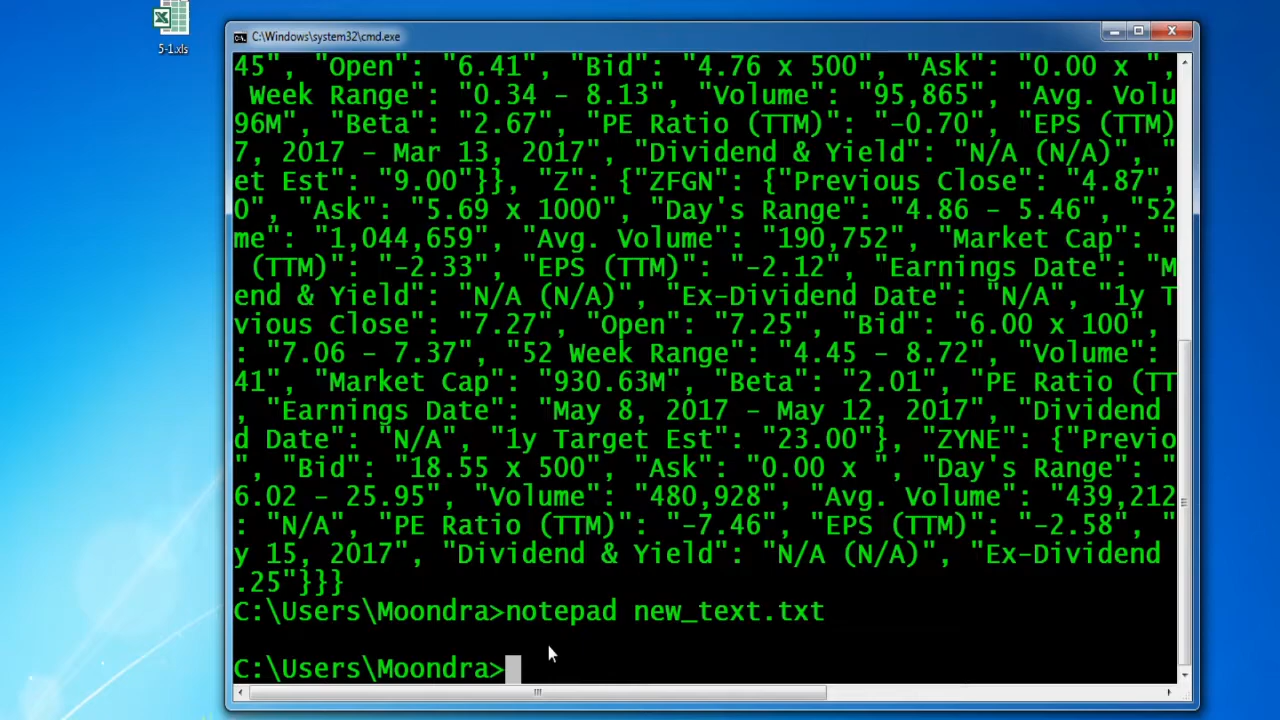 5-1.xls
C:\Windows\system32\cmd.exe
45", "Open": "6.41", "Bid": "4.76 x 500", "Ask": "0.00 x ",
Week Range": "0.34 - 8.13", "Volume": "95,865", "Avg. Volu
96M", "Beta": "2.67", "PE Ratio (TTM)": "-0.70", "EPS (TTM)
7, 2017 - Mar 13, 2017", "Dividend & Yield": "N/A (N/A)", "
et Est": "9.00"}}, "Z": {"ZFGN": {"Previous Close": "4.87",
0", "Ask": "5.69 x 1000", "Day's Range": "4.86 - 5.46", "52
me": "1,044,659", "Avg. Volume": "190,752", "Market Cap": "
(TTM)": "-2.33", "EPS (TTM)": "-2.12", "Earnings Date": "M
end & Yield": "N/A (N/A)", "Ex-Dividend Date": "N/A", "1y T
vious Close": "7.27", "Open": "7.25", "Bid": "6.00 x 100",
: "7.06 - 7.37", "52 Week Range": "4.45 - 8.72", "Volume":
41", "Market Cap": "930.63M", "Beta": "2.01", "PE Ratio (TT
, "Earnings Date": "May 8, 2017 - May 12, 2017", "Dividend
d Date": "N/A", "1y Target Est": "23.00"}, "ZYNE": {"Previo
", "Bid": "18.55 x 500", "Ask": "0.00 x ", "Day's Range": "
6.02 - 25.95", "Volume": "480,928", "Avg. Volume": "439,212
: "N/A", "PE Ratio (TTM)": "-7.46", "EPS (TTM)": "-2.58", "
y 15, 2017", "Dividend & Yield": "N/A (N/A)", "Ex-Dividend
.25"}}}
C:\Users\Moondra>notepad new_text.txt
C:\Users\Moondra>